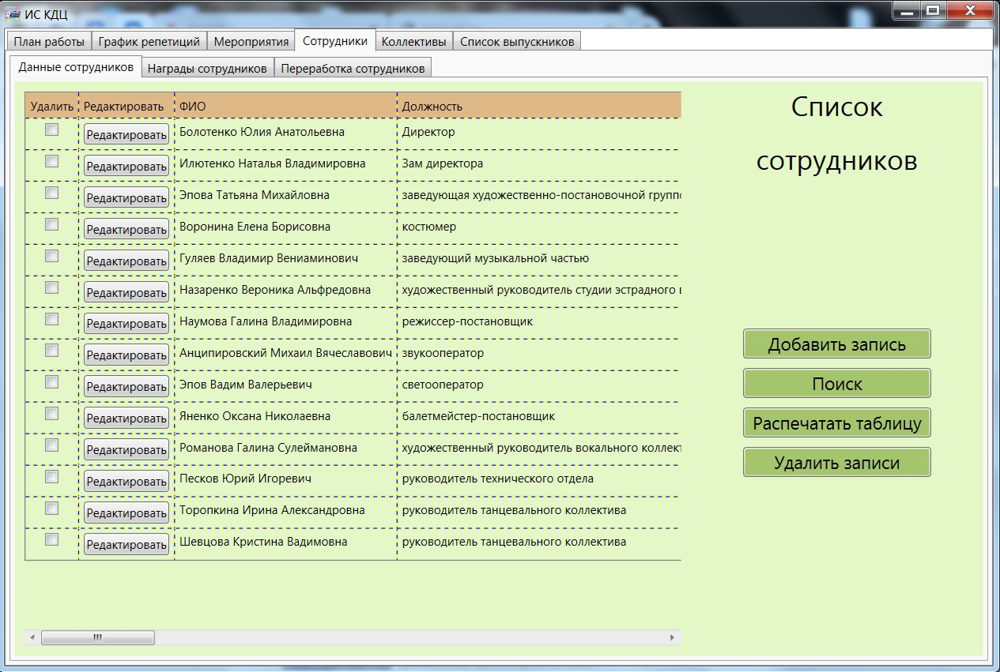 ИС КДЦ
План работы График репетиций Мероприятия Сотрудники Коллективы Список выпускников
Данные сотрудников Награды сотрудников Переработка сотрудников
Список
сотрудников
Удалить Редактировать ФИО Должность
Редактировать Болотенко Юлия Анатольевна Директор
Редактировать Илютенко Наталья Владимировна Зам директора
Редактировать Эпова Татьяна Михайловна заведующая художественно-постановочной группо
Редактировать Воронина Елена Борисовна костюмер
Редактировать Гуляев Владимир Вениаминович заведующий музыкальной частью
Редактировать Назаренко Вероника Альфредовна художественный руководитель студии эстрадного в
Редактировать Наумова Галина Владимировна режиссер-постановщик
Редактировать Анципировский Михаил Вячеславович звукооператор
Редактировать Эпов Вадим Валерьевич светооператор
Редактировать Яненко Оксана Николаевна балетмейстер-постановщик
Редактировать Романова Галина Сулеймановна художественный руководитель вокального коллект
Редактировать Песков Юрий Игоревич руководитель технического отдела
Редактировать Торопкина Ирина Александровна руководитель танцевального коллектива
Редактировать Шевцова Кристина Вадимовна руководитель танцевального коллектива
Добавить запись
Поиск
Распечатать таблицу
Удалить записи